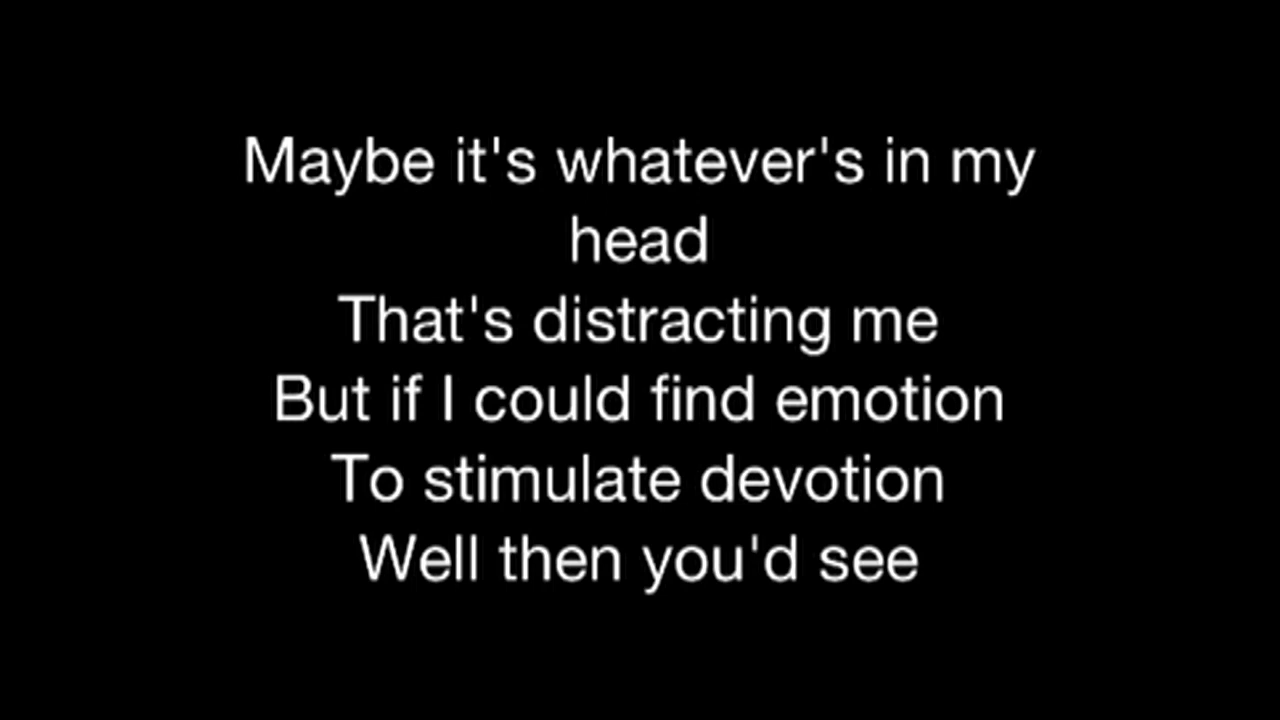 Maybe it's whatever's in my
head
That's distracting me
But if I could find emotion
To stimulate devotion
Well then you'd see